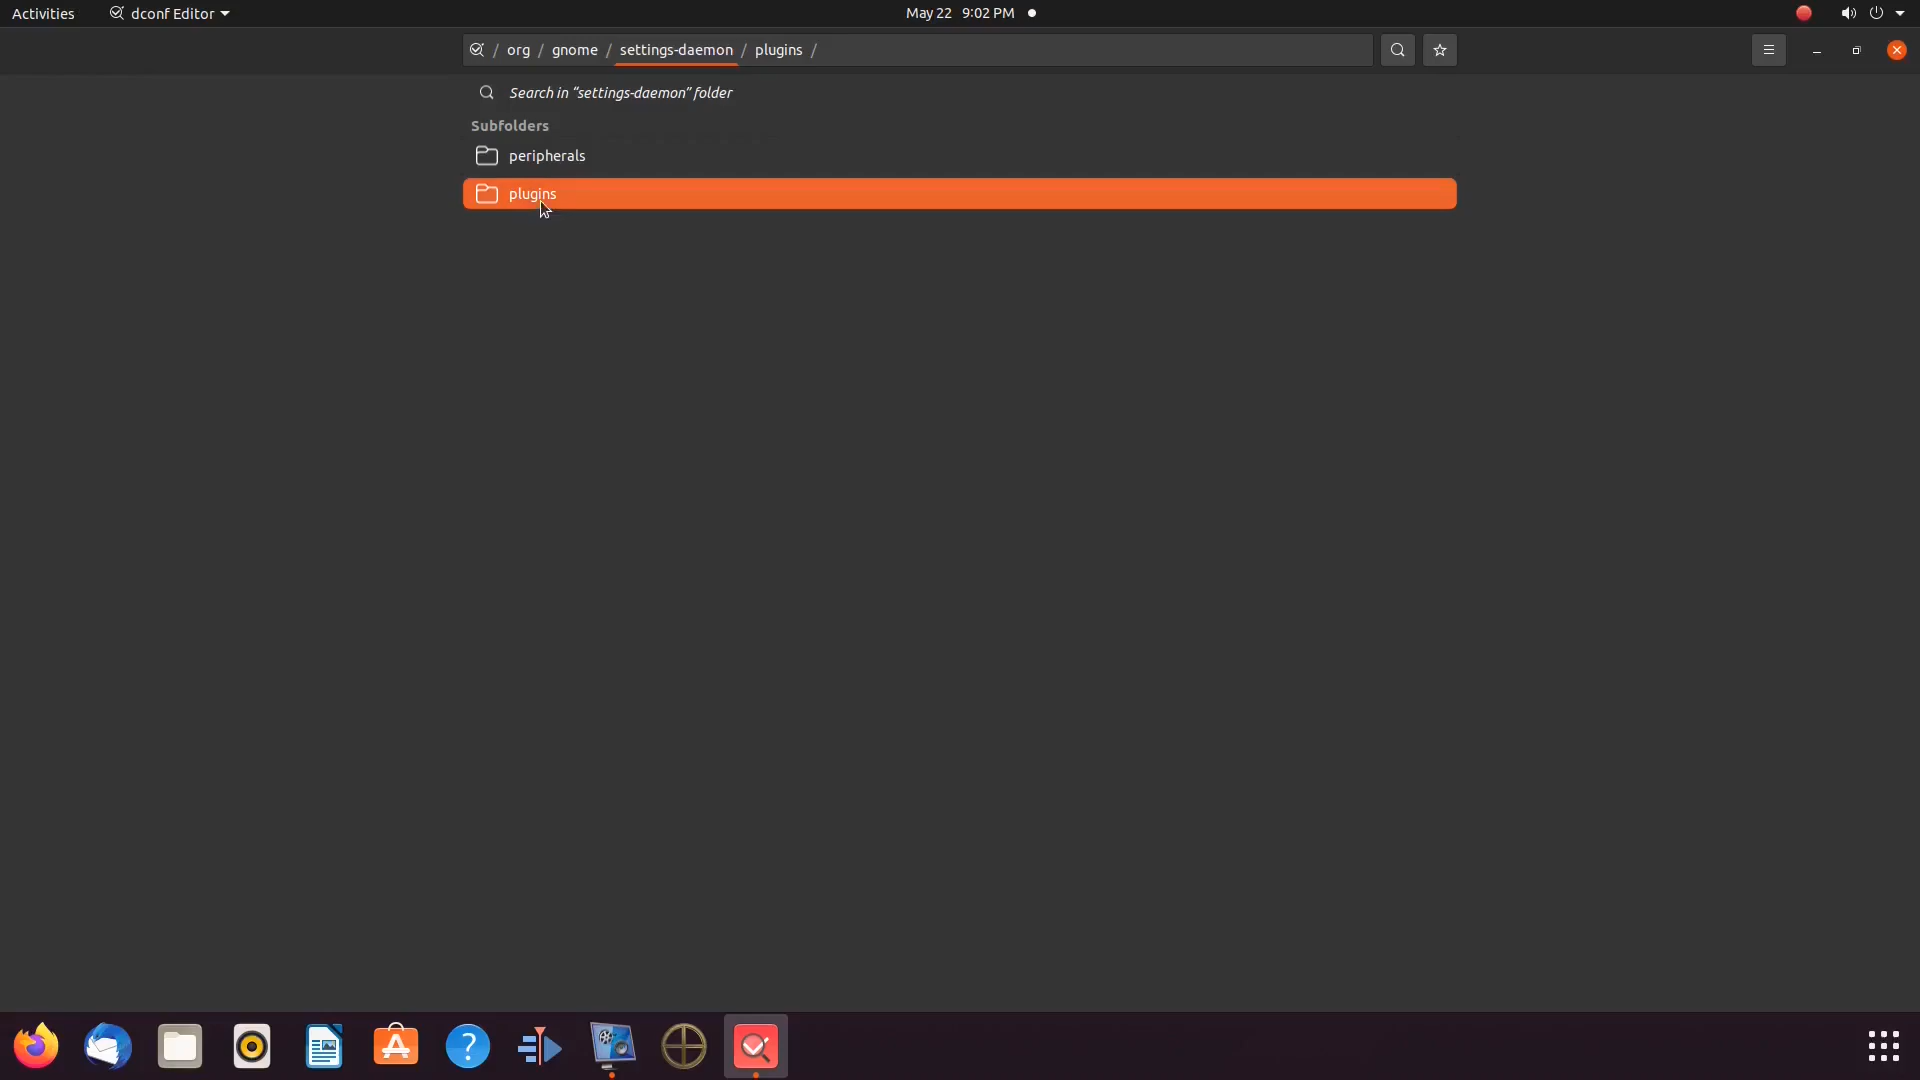 Activities dconf Editor May 22 9:02 PM
/ org / gnome / settings-daemon / plugins /
Search in “settings-daemon” folder
Subfolders
peripherals
plugins
?